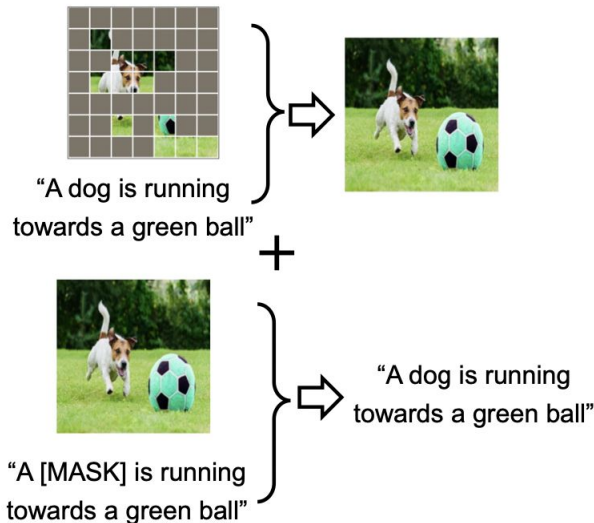 “A dog is running
towards a green ball”
+
“A [MASK] is running
towards a green ball”
“A dog is running
towards a green ball”